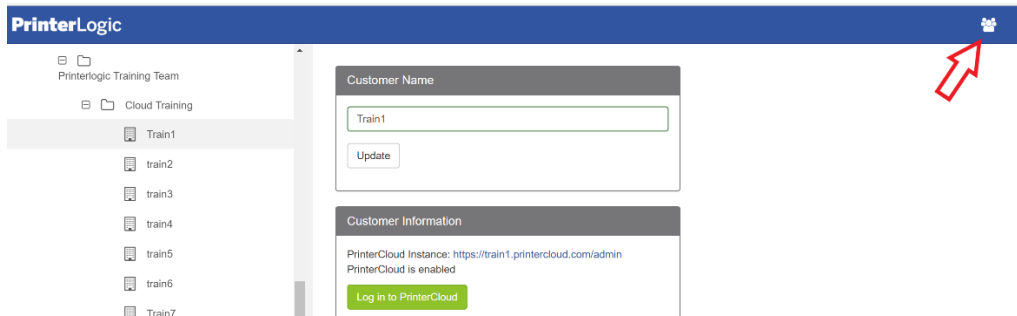 PrinterLogic
Printerlogic Training Team
Cloud Training
Train1
train2
train3
train4
train5
train6
Train7
Customer Name
Train1
Update
Customer Information
PrinterCloud Instance: https://train1.printercloud.com/admin
PrinterCloud is enabled
Log in to PrinterCloud